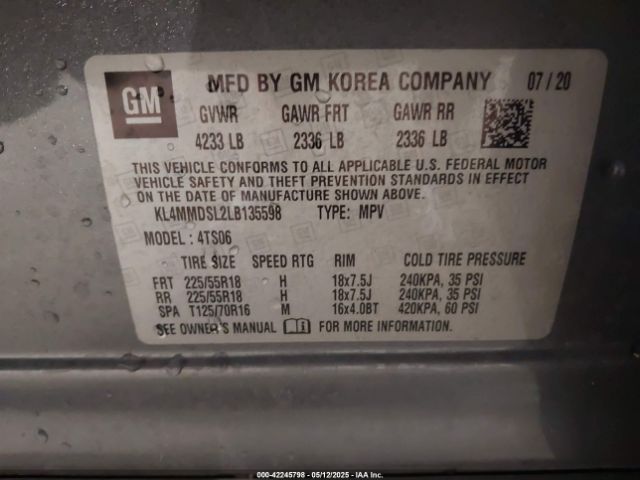 GM
MFD BY GM KOREA COMPANY 07 / 20
GVWR GAWR FRT GAWR RR
4233 LB 2336 LB 2336 LB
THIS VEHICLE CONFORMS TO ALL APPLICABLE U.S. FEDERAL MOTOR
VEHICLE SAFETY AND THEFT PREVENTION STANDARDS IN EFFECT
ON THE DATE OF MANUFACTURE SHOWN ABOVE.
KL4MMDSL2LB135598 TYPE: MPV
MODEL : 4TS06
TIRE SIZE SPEED RTG RIM COLD TIRE PRESSURE
FRT 225/55R18 H 18x7.5J 240KPA, 35 PSI
RR 225/55R18 H 18x7.5J 240KPA, 35 PSI
SPA T125/70R16 M 16x4.0BT 420KPA, 60 PSI
SEE OWNER'S MANUAL FOR MORE INFORMATION.
000-42245798 - 05/12/2025 - IAA Inc.